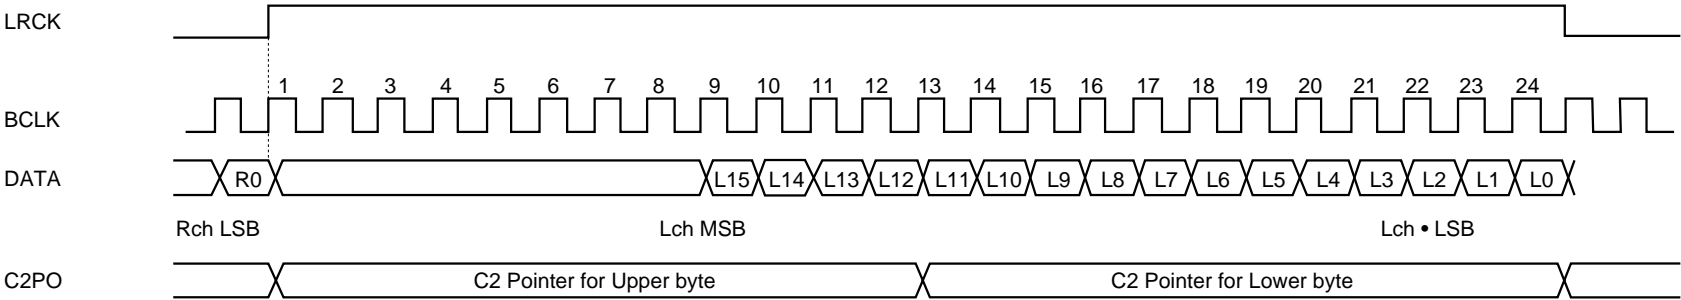 LRCK
1 2 3 4 5 6 7 8 9 10 11 12 13 14 15 16 17 18 19 20 21 22 23 24
BCLK
DATA R0 L15 L14 L13 L12 L11 L10 L9 L8 L7 L6 L5 L4 L3 L2 L1 L0
Rch LSB Lch MSB Lch • LSB
C2PO C2 Pointer for Upper byte C2 Pointer for Lower byte